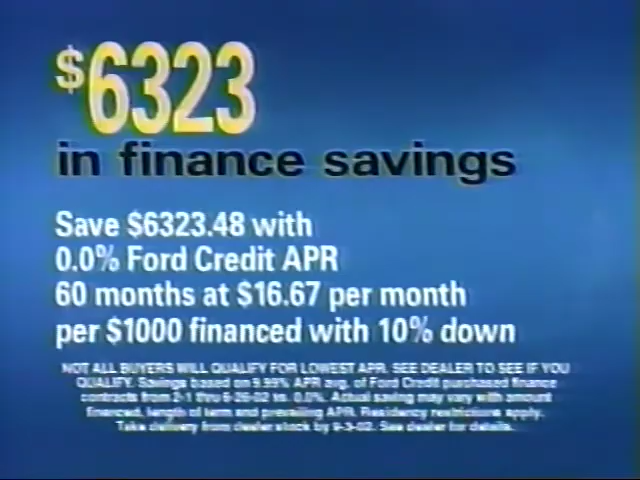 $6323
in finance savings
Save $6323.48 with
0.0% Ford Credit APR
60 months at $16.67 per month
per $1000 financed with 10% down
NOT ALL BUYERS WILL QUALIFY FOR LOWEST APR. SEE DEALER TO SEE IF YOU
QUALIFY. Savings based on 9.99% APR avg. of Ford Credit purchased finance
contracts from 2-1 thru 6-26-02 vs. 0.0%. Actual saving may vary with amount
financed, length of term and prevailing APR. Residency restrictions apply.
Take delivery from dealer stock by 9-3-02. See dealer for details.